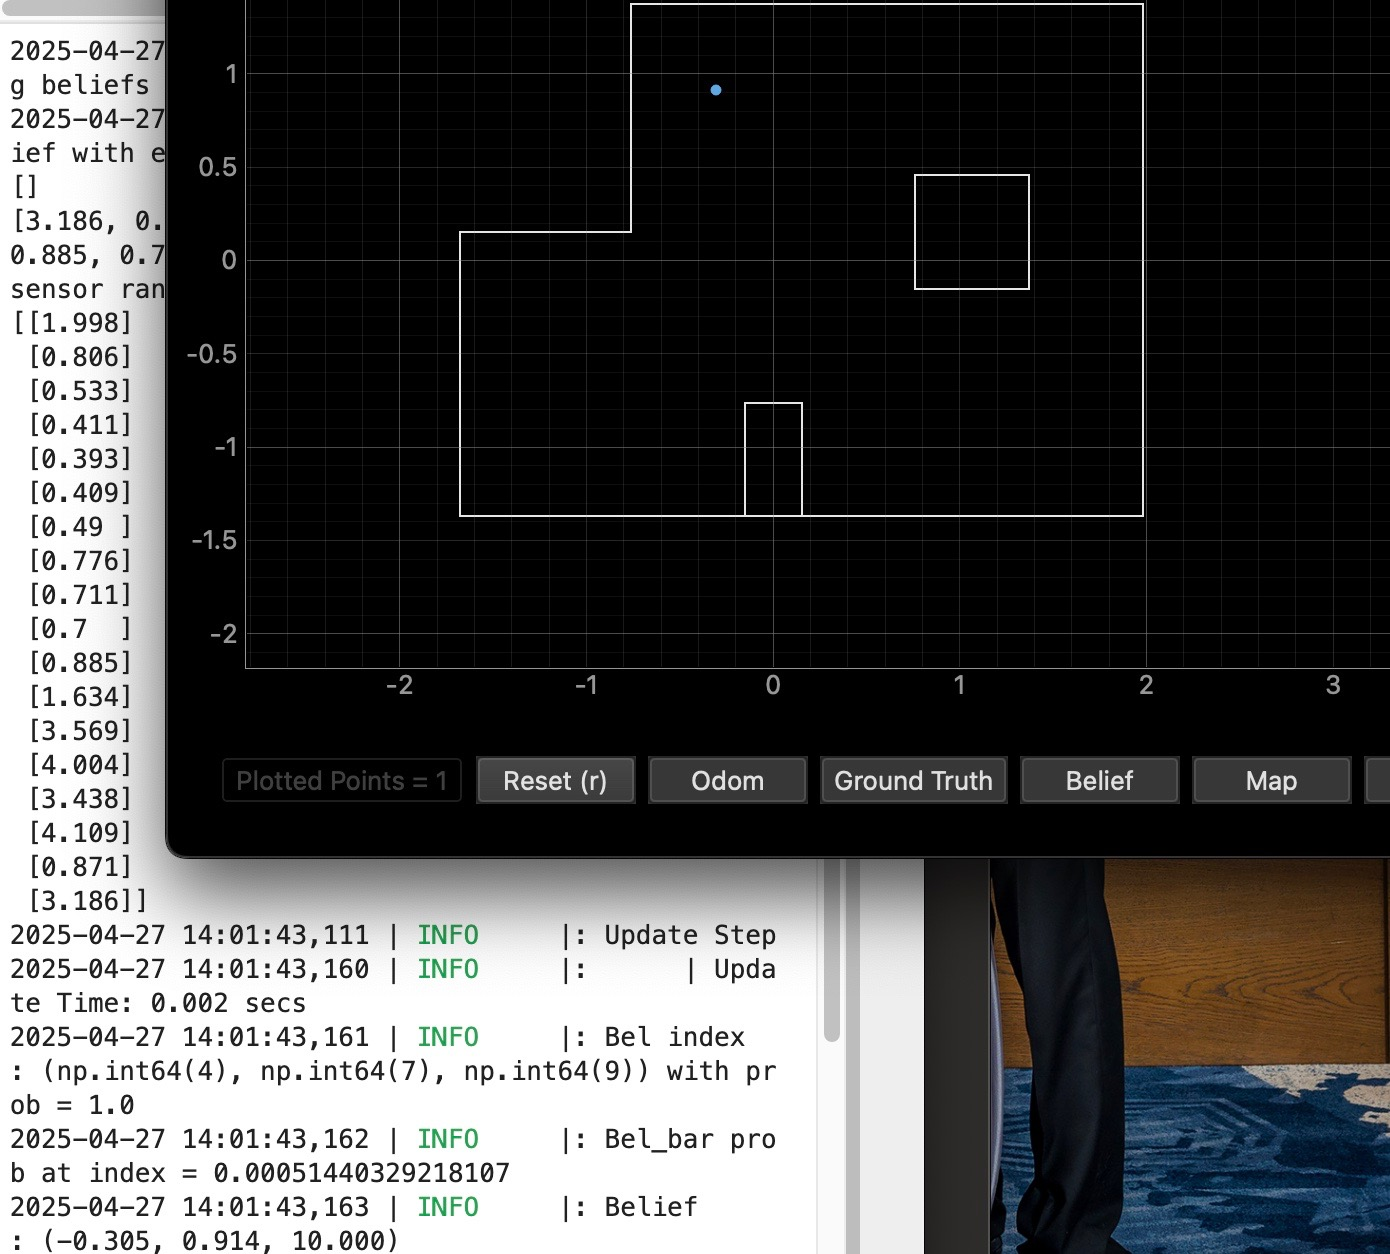 2025-04-27
g beliefs
2025-04-27
ief with e
[]
[3.186, 0.
0.885, 0.7
sensor ran
[[1.998]
[0.806]
[0.533]
[0.411]
[0.393]
[0.409]
[0.49 ]
[0.776]
[0.711]
[0.7  ]
[0.885]
[1.634]
[3.569]
[4.004]
[3.438]
[4.109]
[0.871]
[3.186]]
2025-04-27 14:01:43,111 | INFO     |: Update Step
2025-04-27 14:01:43,160 | INFO     |:      | Upda
te Time: 0.002 secs
2025-04-27 14:01:43,161 | INFO     |: Bel index
: (np.int64(4), np.int64(7), np.int64(9)) with pr
ob = 1.0
2025-04-27 14:01:43,162 | INFO     |: Bel_bar pro
b at index = 0.00051440329218107
2025-04-27 14:01:43,163 | INFO     |: Belief
: (-0.305, 0.914, 10.000)
1
0.5
0
-0.5
-1
-1.5
-2
-2 -1 0 1 2 3
Plotted Points = 1 Reset (r) Odom Ground Truth Belief Map